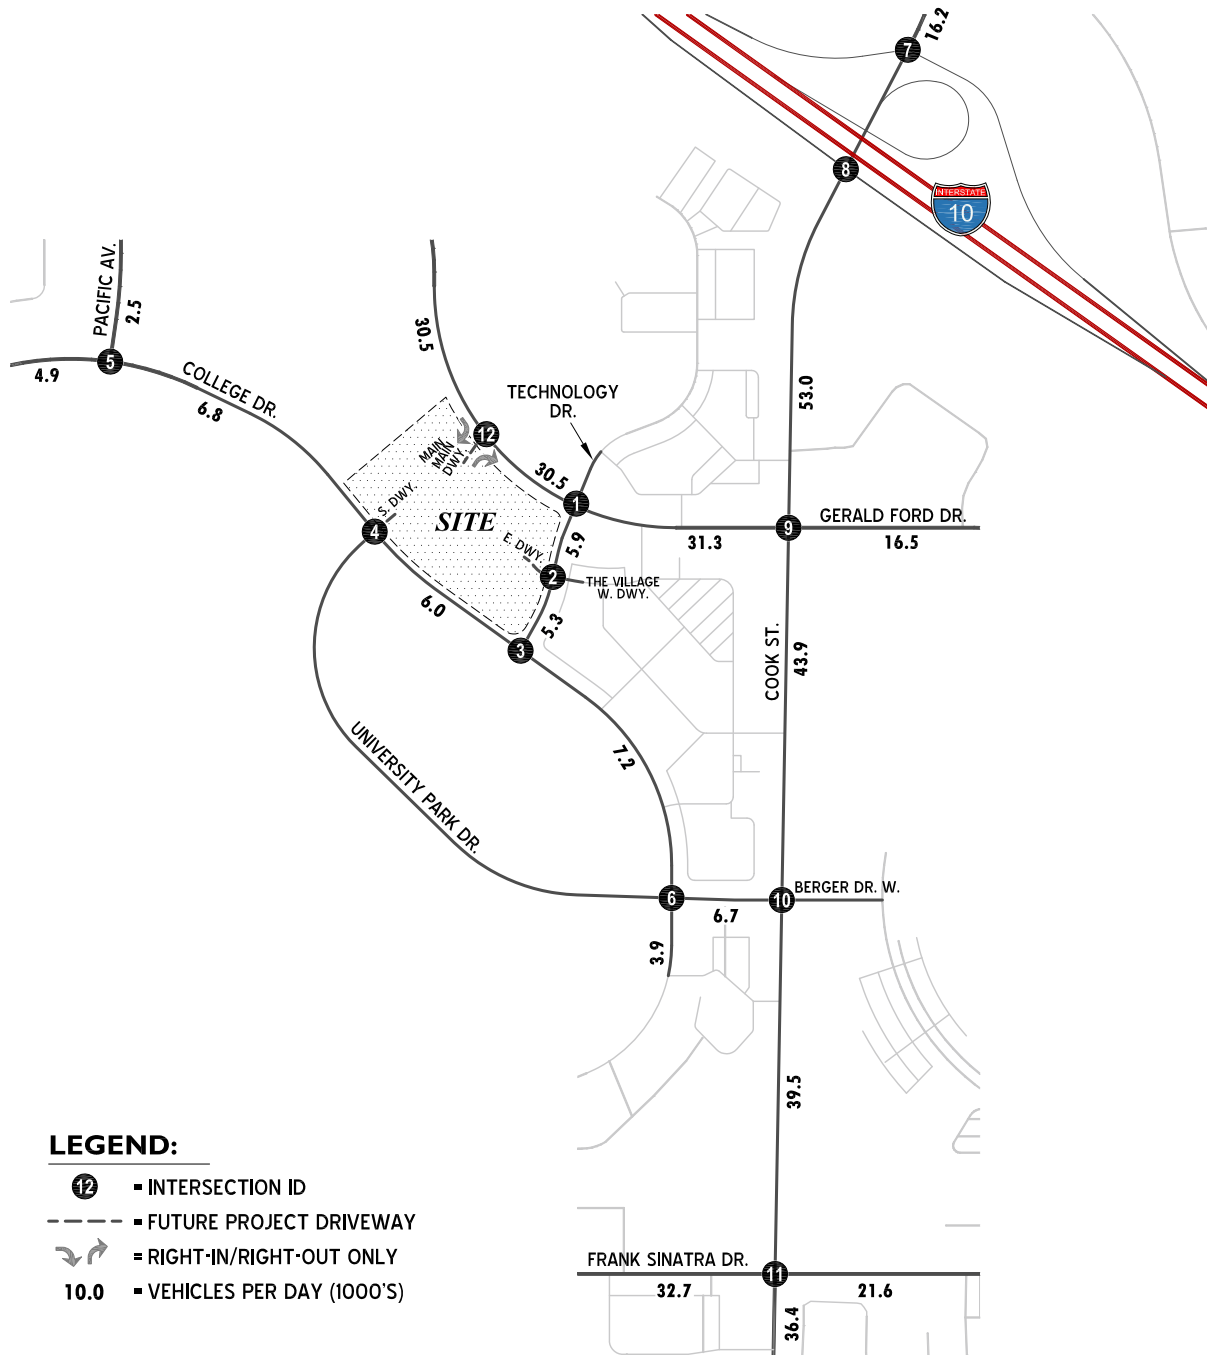 16.2
7
8
INTERSTATE
10
PACIFIC AV.
2.5
5
4.9
COLLEGE DR.
6.8
30.5
TECHNOLOGY
DR.
53.0
12
MAIN
MAIN
DWY.
30.5
1
S. DWY.
SITE
4
E. DWY.
5.9
2
THE VILLAGE
W. DWY.
GERALD FORD DR.
9
31.3
16.5
6.0
5.3
3
COOK ST.
43.9
7.2
UNIVERSITY PARK DR.
6
BERGER DR. W.
10
6.7
3.9
39.5
LEGEND:
12 = INTERSECTION ID
= FUTURE PROJECT DRIVEWAY
= RIGHT-IN/RIGHT-OUT ONLY
10.0 = VEHICLES PER DAY (1000'S)
FRANK SINATRA DR.
11
32.7
21.6
36.4